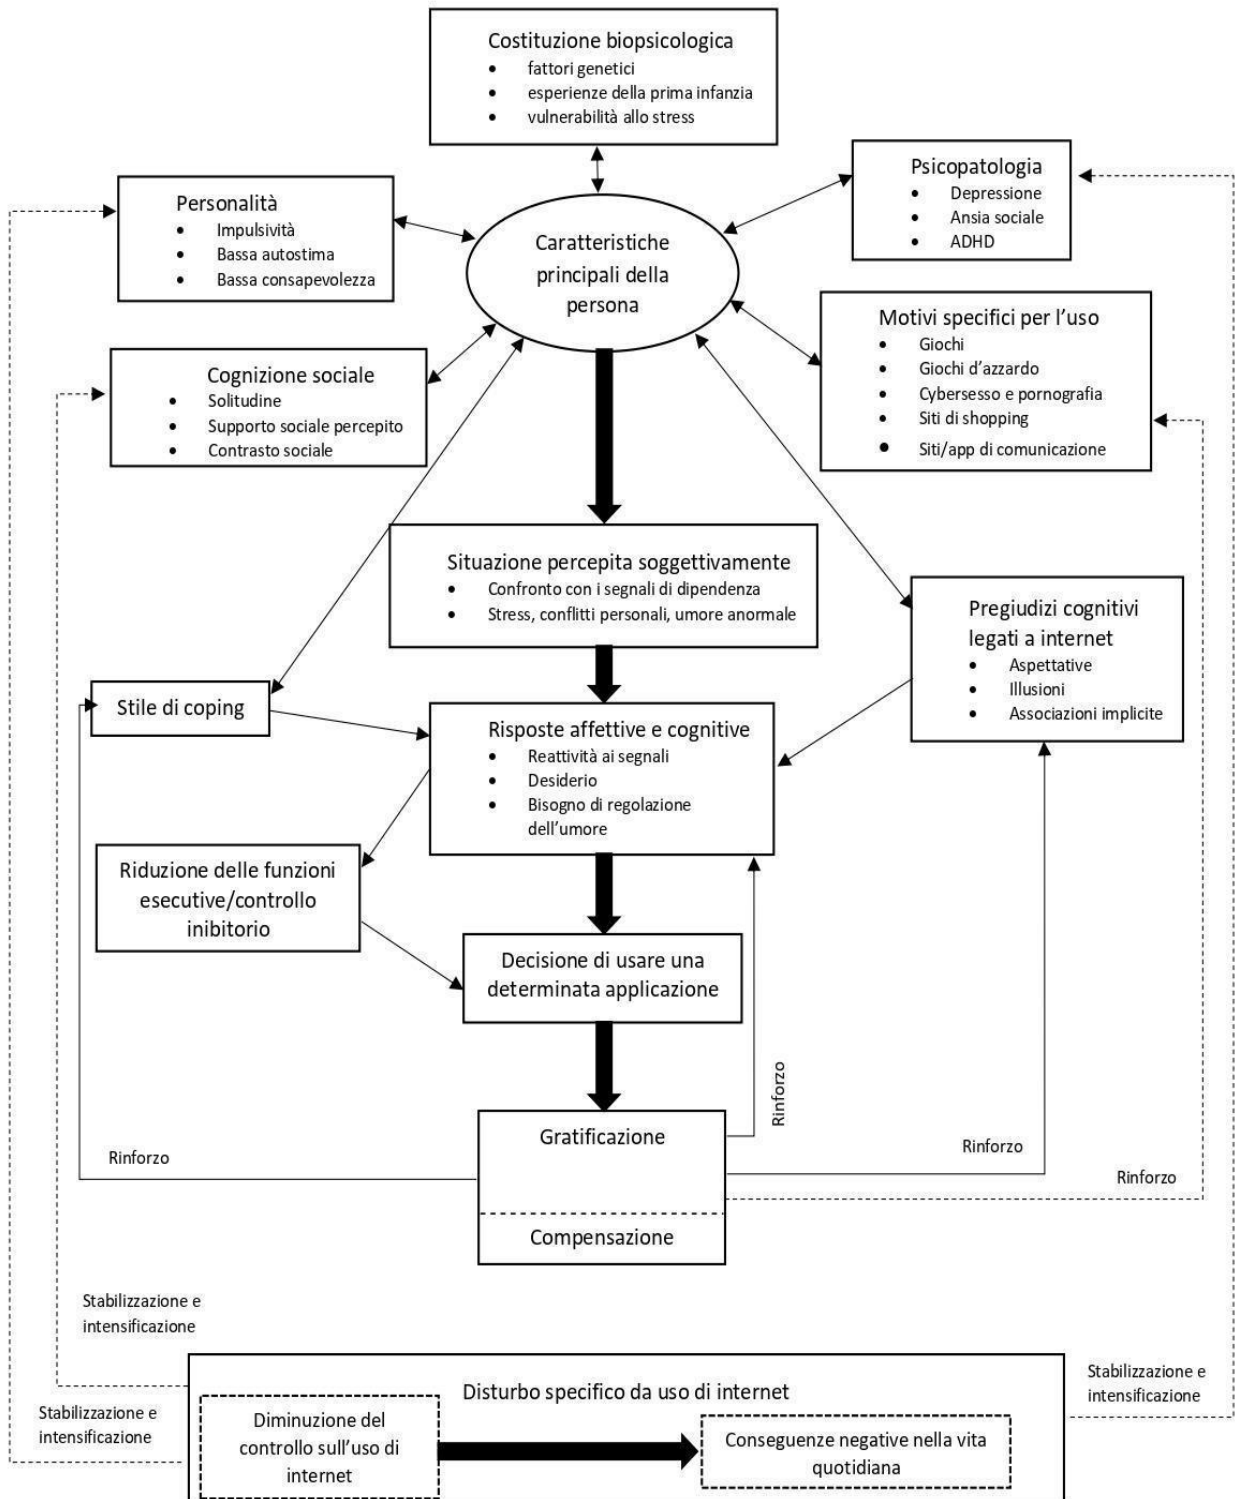 Costituzione biopsicologica
• fattori genetici
• esperienze della prima infanzia
• vulnerabilità allo stress
Psicopatologia
• Depressione
• Ansia sociale
• ADHD
Personalità
• Impulsività
• Bassa autostima
• Bassa consapevolezza
Caratteristiche
principali della
persona
Motivi specifici per l'uso
• Giochi
• Giochi d'azzardo
• Cybersesso e pornografia
• Siti di shopping
• Siti/app di comunicazione
Cognizione sociale
• Solitudine
• Supporto sociale percepito
• Contrasto sociale
Situazione percepita soggettivamente
• Confronto con i segnali di dipendenza
• Stress, conflitti personali, umore anormale
Pregiudizi cognitivi
legati a internet
• Aspettative
• Illusioni
• Associazioni implicite
Stile di coping
Risposte affettive e cognitive
• Reattività ai segnali
• Desiderio
• Bisogno di regolazione
dell'umore
Riduzione delle funzioni
esecutive/controllo
inibitorio
Decisione di usare una
determinata applicazione
Rinforzo
Gratificazione
Rinforzo
Rinforzo
Rinforzo
Compensazione
Stabilizzazione e
intensificazione
Stabilizzazione e
intensificazione
Stabilizzazione e
intensificazione
Disturbo specifico da uso di internet
Diminuzione del
controllo sull'uso di
internet
Conseguenze negative nella vita
quotidiana